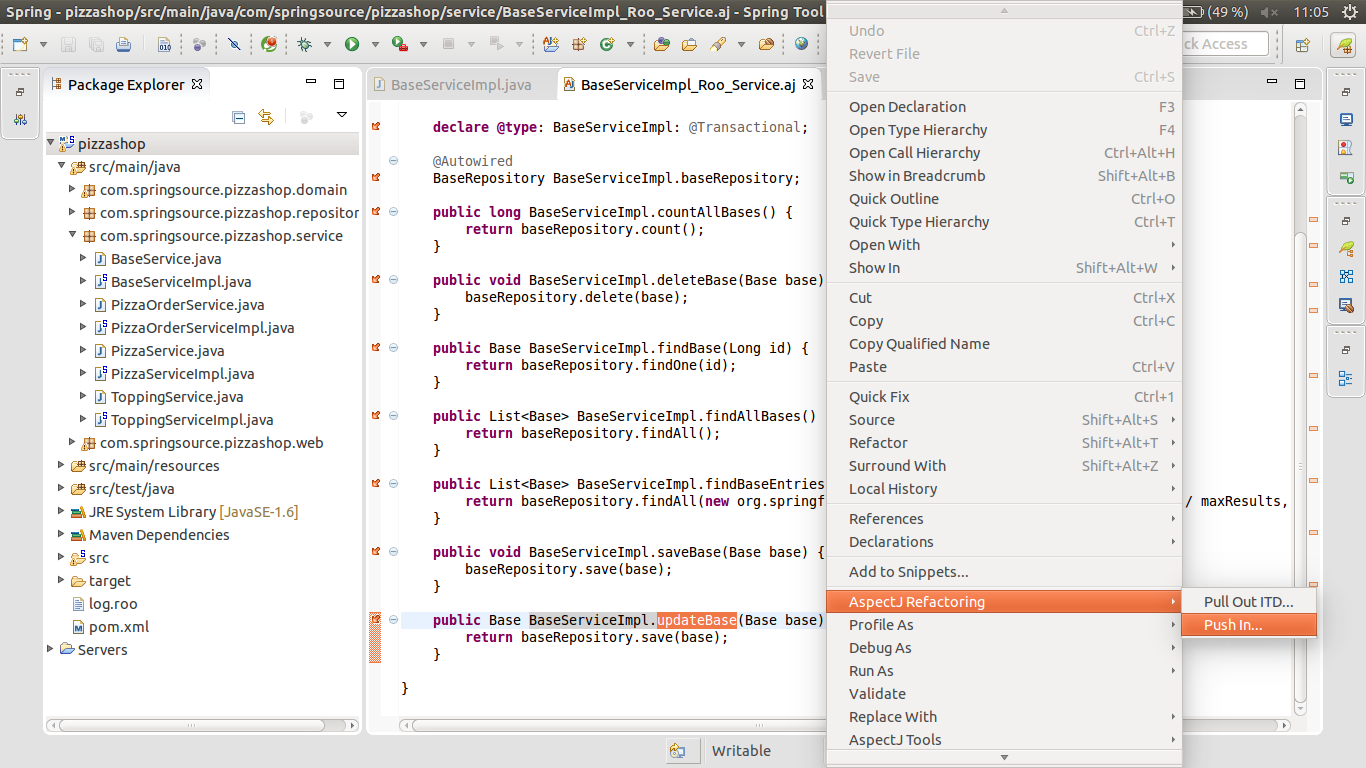 Spring - pizzashop/src/main/java/com/springsource/pizzashop/service/BaseServiceImpl_Roo_Service.aj - Spring Tool
(49 %)
11:05
ck Access
Package Explorer
pizzashop
src/main/java
com.springsource.pizzashop.domain
com.springsource.pizzashop.repositor
com.springsource.pizzashop.service
BaseService.java
BaseServiceImpl.java
PizzaOrderService.java
PizzaOrderServiceImpl.java
PizzaService.java
PizzaServiceImpl.java
ToppingService.java
ToppingServiceImpl.java
com.springsource.pizzashop.web
src/main/resources
src/test/java
JRE System Library [JavaSE-1.6]
Maven Dependencies
src
target
log.roo
pom.xml
Servers
BaseServiceImpl.java
BaseServiceImpl_Roo_Service.aj
declare @type: BaseServiceImpl: @Transactional;
@Autowired
BaseRepository BaseServiceImpl.baseRepository;
public long BaseServiceImpl.countAllBases() {
return baseRepository.count();
}
public void BaseServiceImpl.deleteBase(Base base)
baseRepository.delete(base);
}
public Base BaseServiceImpl.findBase(Long id) {
return baseRepository.findOne(id);
}
public List<Base> BaseServiceImpl.findAllBases()
return baseRepository.findAll();
}
public List<Base> BaseServiceImpl.findBaseEntries
return baseRepository.findAll(new org.springf
/ maxResults,
}
public void BaseServiceImpl.saveBase(Base base) {
baseRepository.save(base);
}
public Base BaseServiceImpl.updateBase(Base base)
return baseRepository.save(base);
}
}
Undo Ctrl+Z
Revert File
Save Ctrl+S
Open Declaration F3
Open Type Hierarchy F4
Open Call Hierarchy Ctrl+Alt+H
Show in Breadcrumb Shift+Alt+B
Quick Outline Ctrl+O
Quick Type Hierarchy Ctrl+T
Open With
Show In Shift+Alt+W
Cut Ctrl+X
Copy Ctrl+C
Copy Qualified Name
Paste Ctrl+V
Quick Fix Ctrl+1
Source Shift+Alt+S
Refactor Shift+Alt+T
Surround With Shift+Alt+Z
Local History
References
Declarations
Add to Snippets...
AspectJ Refactoring
Profile As
Debug As
Run As
Validate
Replace With
AspectJ Tools
Pull Out ITD...
Push In...
Writable